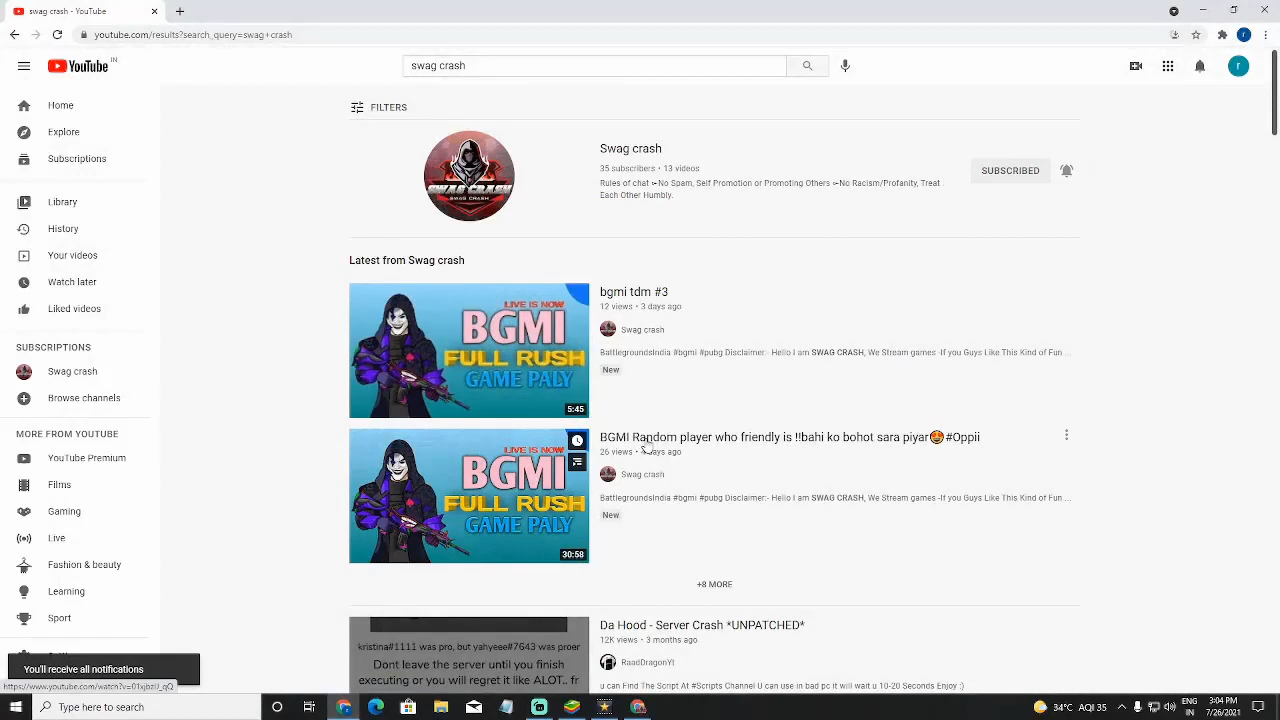 swag crash - YouTube
youtube.com/results?search_query=swag+crash
YouTube IN
swag crash
r
Home
Explore
Subscriptions
Library
History
Your videos
Watch later
Liked videos
SUBSCRIPTIONS
Swag crash
Browse channels
MORE FROM YOUTUBE
YouTube Premium
Films
Gaming
Live
Fashion & beauty
Learning
Sport
FILTERS
SWAG CRASH
SWAG CRASH
Swag crash
35 subscribers • 13 videos
Rules of chat ➳No Spam, Self Promotion or Promoting Others ➳No Racism/Profanity, Treat
Each Other Humbly.
SUBSCRIBED
Latest from Swag crash
LIVE IS NOW
BGMI
FULL RUSH
GAME PALY
5:45
bgmi tdm #3
12 views • 3 days ago
Swag crash
BattlegroundsIndia #bgmi #pubg Disclaimer:- Hello I am SWAG CRASH, We Stream games -If you Guys Like This Kind of Fun ...
New
LIVE IS NOW
BGMI
FULL RUSH
GAME PALY
30:58
BGMI Random player who friendly is !!bahi ko bohot sara piyar😍 #Oppii
26 views • days ago
Swag crash
BattlegroundsIndia #bgmi #pubg Disclaimer:- Hello I am SWAG CRASH, We Stream games -If you Guys Like This Kind of Fun ...
New
+8 MORE
kristina#1111 was pro, but yahyeee#7643 was proer
Dont leave the server until you finish
executing or you will regret it like ALOT.. fr
Da Hood - Server Crash *UNPATCHED*
12K views • 3 months ago
RaadDragonYt
u can Find The Script At #Scripts Channel U can use in bad pc it will wait u 10-20 Seconds Enjoy :)
You'll receive all notifications
Type here to search
34°C AQI 35
ENG
IN
3:04 PM
7/26/2021